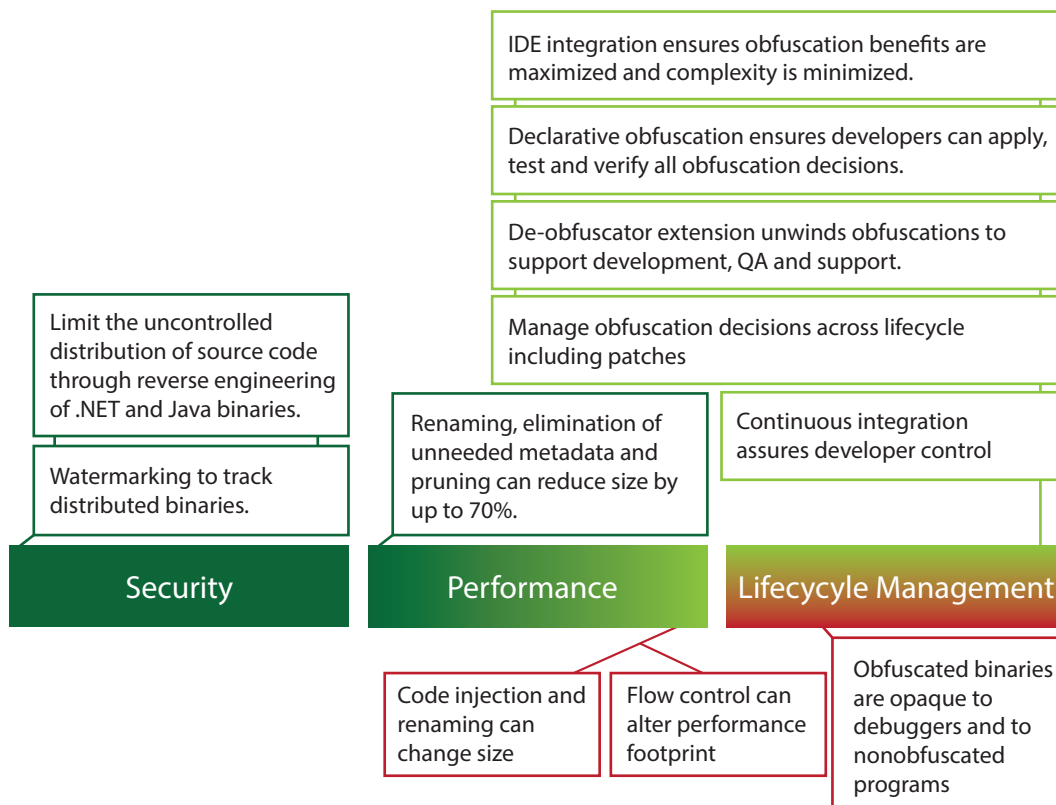 IDE integration ensures obfuscation benefits are
maximized and complexity is minimized.
Declarative obfuscation ensures developers can apply,
test and verify all obfuscation decisions.
De-obfuscator extension unwinds obfuscations to
support development, QA and support.
Manage obfuscation decisions across lifecycle
including patches
Limit the uncontrolled
distribution of source code
through reverse engineering
of .NET and Java binaries.
Watermarking to track
distributed binaries.
Renaming, elimination of
unneeded metadata and
pruning can reduce size by
up to 70%.
Continuous integration
assures developer control
Security
Performance
Lifecycyle Management
Code injection and
renaming can
change size
Flow control can
alter performance
footprint
Obfuscated binaries
are opaque to
debuggers and to
nonobfuscated
programs